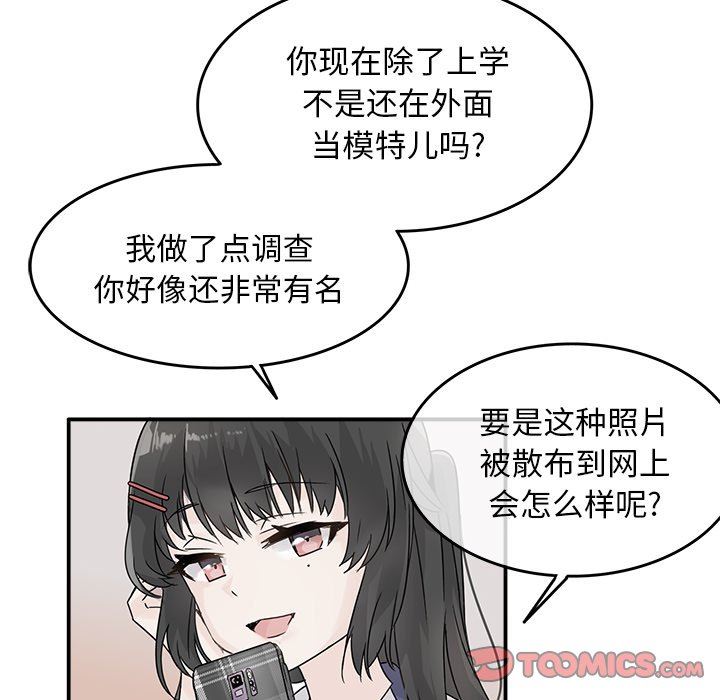 你现在除了上学
不是还在外面
当模特儿吗?
我做了点调查
你好像还非常有名
要是这种照片
被散布到网上
会怎么样呢?
TOOMICS.COM